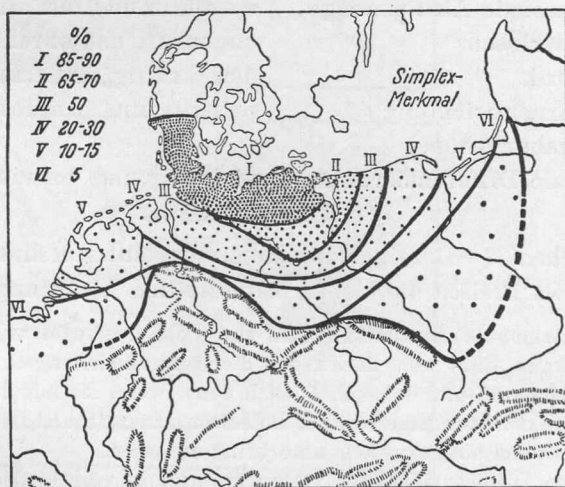 %
I 85-90
II 65-70
III 50
IV 20-30
V 10-15
VI 5
Simplex-
Merkmal
I
II
III
IV
V
VI
III
IV
V
VI